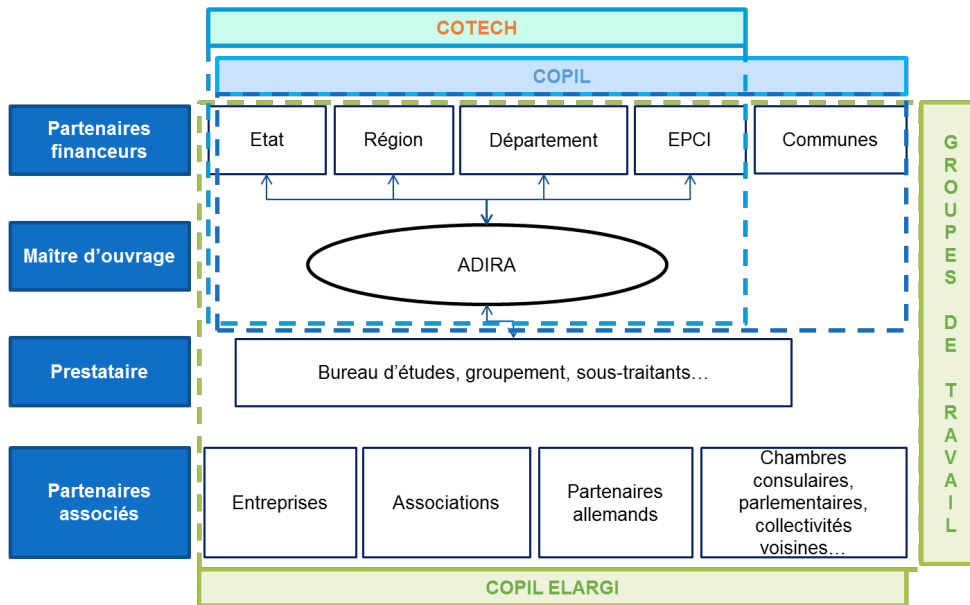 COTECH
COPIL
Partenaires
financeurs
Etat
Région
Département
EPCI
Communes
Maître d'ouvrage
ADIRA
Prestataire
Bureau d'études, groupement, sous-traitants…
Partenaires
associés
Entreprises
Associations
Partenaires
allemands
Chambres
consulaires,
parlementaires,
collectivités
voisines…
COPIL ELARGI
GROUPES DE TRAVAIL